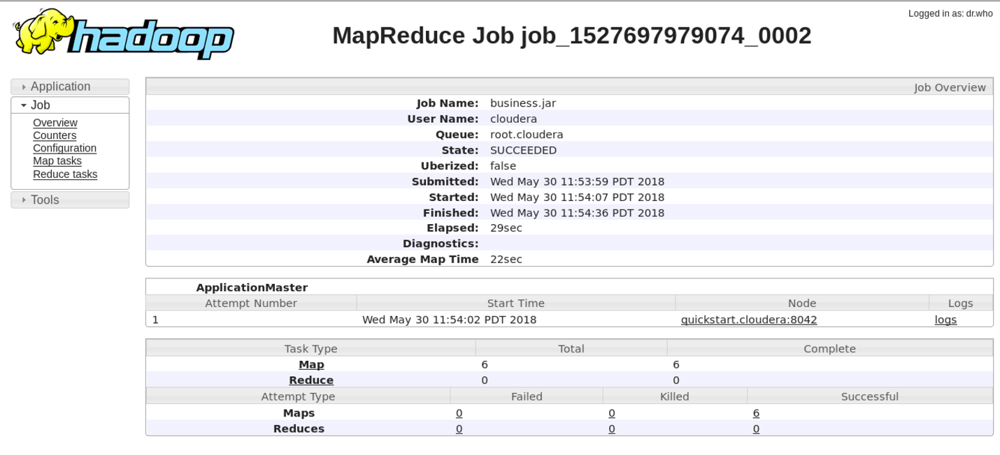 Logged in as: dr.who
hadoop
MapReduce Job job_1527697979074_0002
Application
Job
Overview
Counters
Configuration
Map tasks
Reduce tasks
Tools
Job Overview
Job Name: business.jar
User Name: cloudera
Queue: root.cloudera
State: SUCCEEDED
Uberized: false
Submitted: Wed May 30 11:53:59 PDT 2018
Started: Wed May 30 11:54:07 PDT 2018
Finished: Wed May 30 11:54:36 PDT 2018
Elapsed: 29sec
Diagnostics:
Average Map Time 22sec
ApplicationMaster
Attempt Number Start Time Node Logs
1 Wed May 30 11:54:02 PDT 2018 quickstart.cloudera:8042 logs
Task Type Total Complete
Map 6 6
Reduce 0 0
Attempt Type Failed Killed Successful
Maps 0 0 6
Reduces 0 0 0